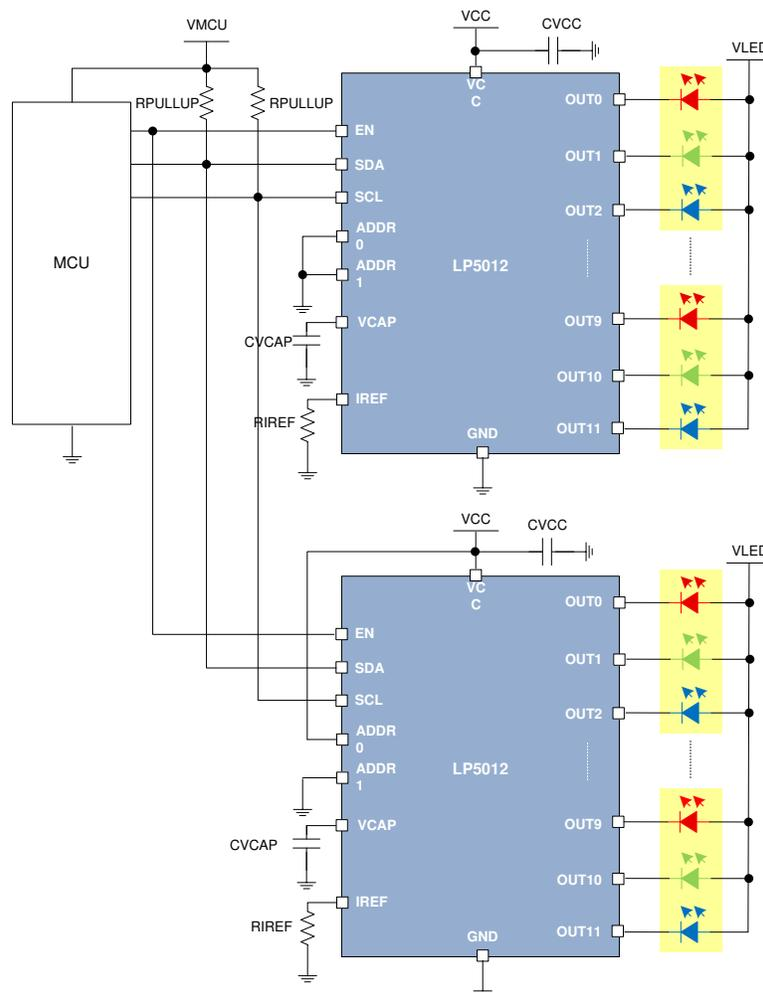 VMCU
VCC
CVCC
VLED
RPULLUP
RPULLUP
VC
C
EN
SDA
SCL
ADDR
0
ADDR
1
VCAP
IREF
LP5012
GND
OUT0
OUT1
OUT2
OUT9
OUT10
OUT11
MCU
CVCAP
RIREF
VCC
CVCC
VLED
VC
C
EN
SDA
SCL
ADDR
0
ADDR
1
VCAP
IREF
LP5012
GND
OUT0
OUT1
OUT2
OUT9
OUT10
OUT11
CVCAP
RIREF